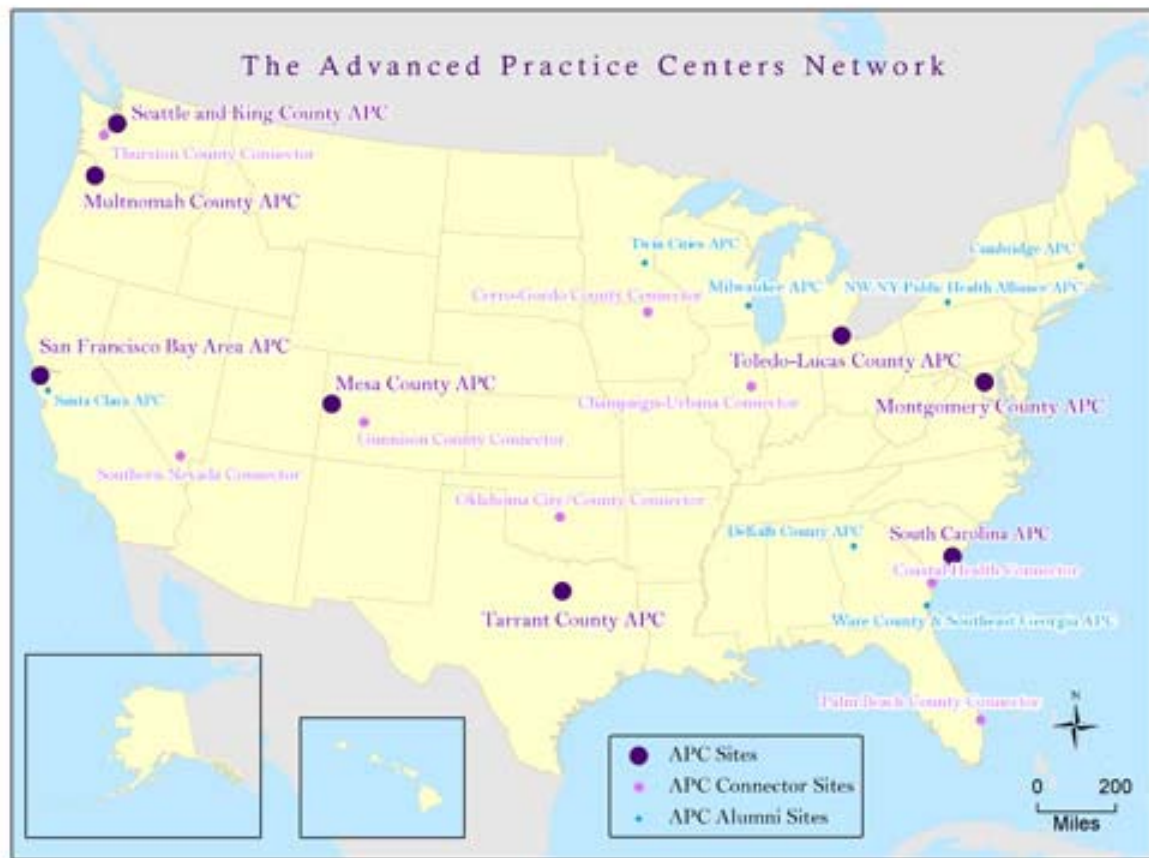 The Advanced Practice Centers Network
Seattle and King County APC
Thurston County Connector
Multnomah County APC
Twin Cities APC
Cambridge APC
Cerro-Gordo County Connector
Milwaukee APC
NW NY Public Health Alliance APC
San Francisco Bay Area APC
Toledo-Lucas County APC
Mesa County APC
Santa Clara APC
Champaign-Urbana Connector
Montgomery County APC
Gunnison County Connector
Southern Nevada Connector
Oklahoma City/County Connector
DeKalb County APC
South Carolina APC
Coastal Health Connector
Tarrant County APC
Ware County & Southeast Georgia APC
Palm Beach County Connector
N
APC Sites
APC Connector Sites
APC Alumni Sites
0 200
Miles